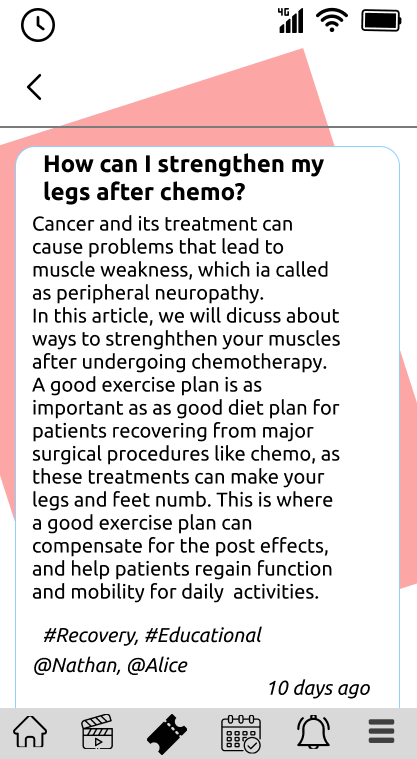 4G
How can I strengthen my
legs after chemo?
Cancer and its treatment can
cause problems that lead to
muscle weakness, which ia called
as peripheral neuropathy.
In this article, we will dicuss about
ways to strenghthen your muscles
after undergoing chemotherapy.
A good exercise plan is as
important as as good diet plan for
patients recovering from major
surgical procedures like chemo, as
these treatments can make your
legs and feet numb. This is where
a good exercise plan can
compensate for the post effects,
and help patients regain function
and mobility for daily  activities.
#Recovery, #Educational
@Nathan, @Alice
10 days ago